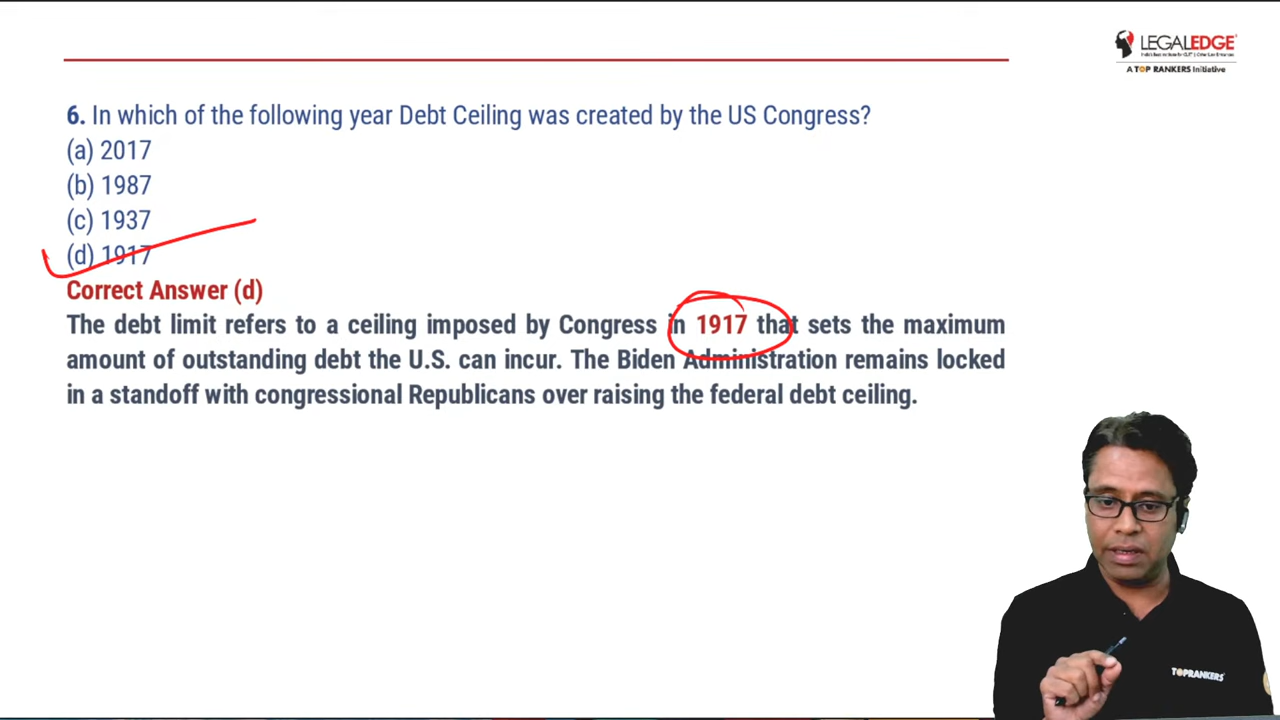 LEGALEDGE
A TOP RANKERS Initiative
6. In which of the following year Debt Ceiling was created by the US Congress?
(a) 2017
(b) 1987
(c) 1937
(d) 1917
Correct Answer (d)
The debt limit refers to a ceiling imposed by Congress in 1917 that sets the maximum
amount of outstanding debt the U.S. can incur. The Biden Administration remains locked
in a standoff with congressional Republicans over raising the federal debt ceiling.
TOPRANKERS